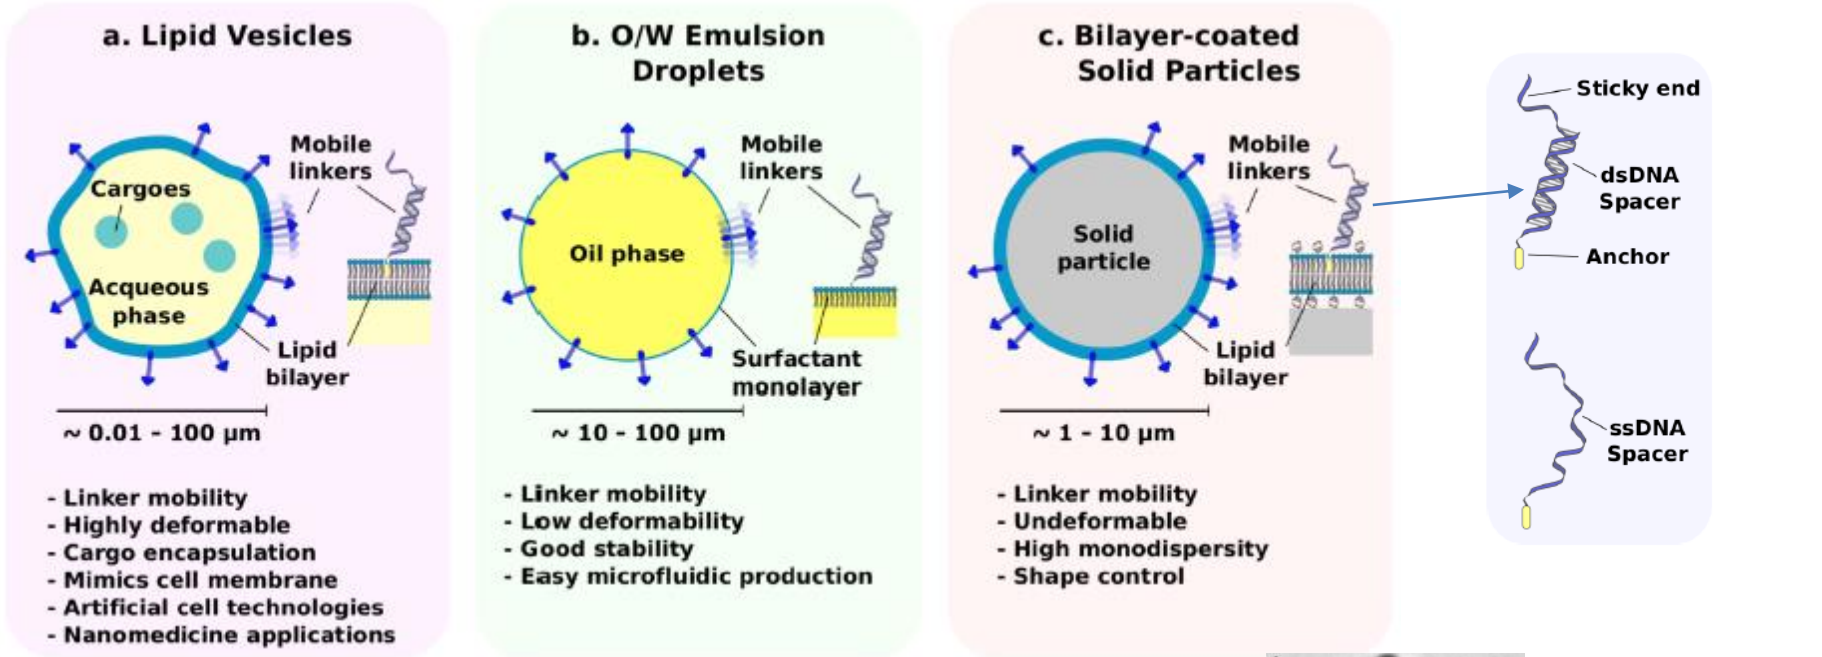 a. Lipid Vesicles
Mobile
linkers
Cargoes
Acqueous
phase
Lipid
bilayer
~ 0.01 - 100 µm
- Linker mobility
- Highly deformable
- Cargo encapsulation
- Mimics cell membrane
- Artificial cell technologies
- Nanomedicine applications
b. O/W Emulsion
Droplets
Mobile
linkers
Oil phase
Surfactant
monolayer
~ 10 - 100 µm
- Linker mobility
- Low deformability
- Good stability
- Easy microfluidic production
c. Bilayer-coated
Solid Particles
Mobile
linkers
Solid
particle
Lipid
bilayer
~ 1 - 10 µm
- Linker mobility
- Undeformable
- High monodispersity
- Shape control
Sticky end
dsDNA
Spacer
Anchor
ssDNA
Spacer